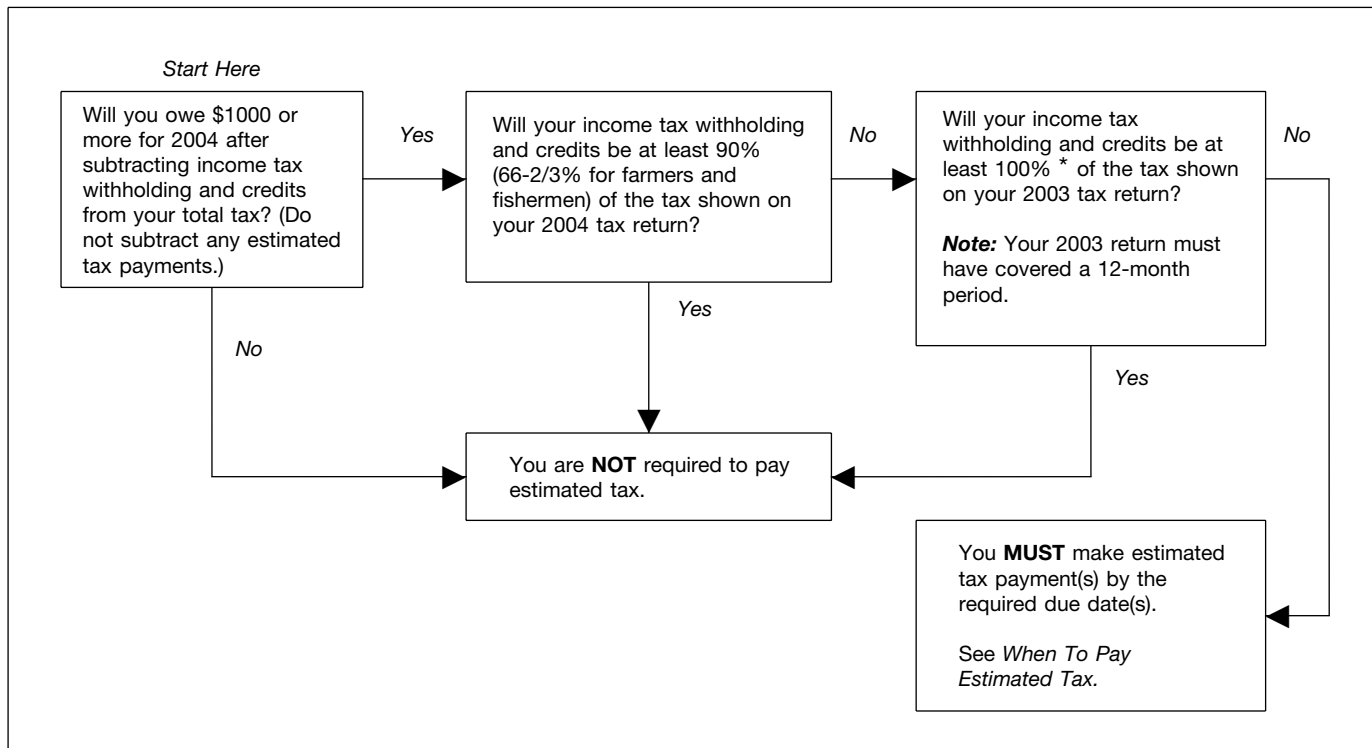 Start Here
Will you owe $1000 or
more for 2004 after
subtracting income tax
withholding and credits
from your total tax? (Do
not subtract any estimated
tax payments.)
Yes
No
Will your income tax withholding
and credits be at least 90%
(66-2/3% for farmers and
fishermen) of the tax shown on
your 2004 tax return?
No
Yes
Will your income tax
withholding and credits be at
least 100% * of the tax shown
on your 2003 tax return?
Note: Your 2003 return must
have covered a 12-month
period.
No
Yes
You are NOT required to pay
estimated tax.
You MUST make estimated
tax payment(s) by the
required due date(s).
See When To Pay
Estimated Tax.